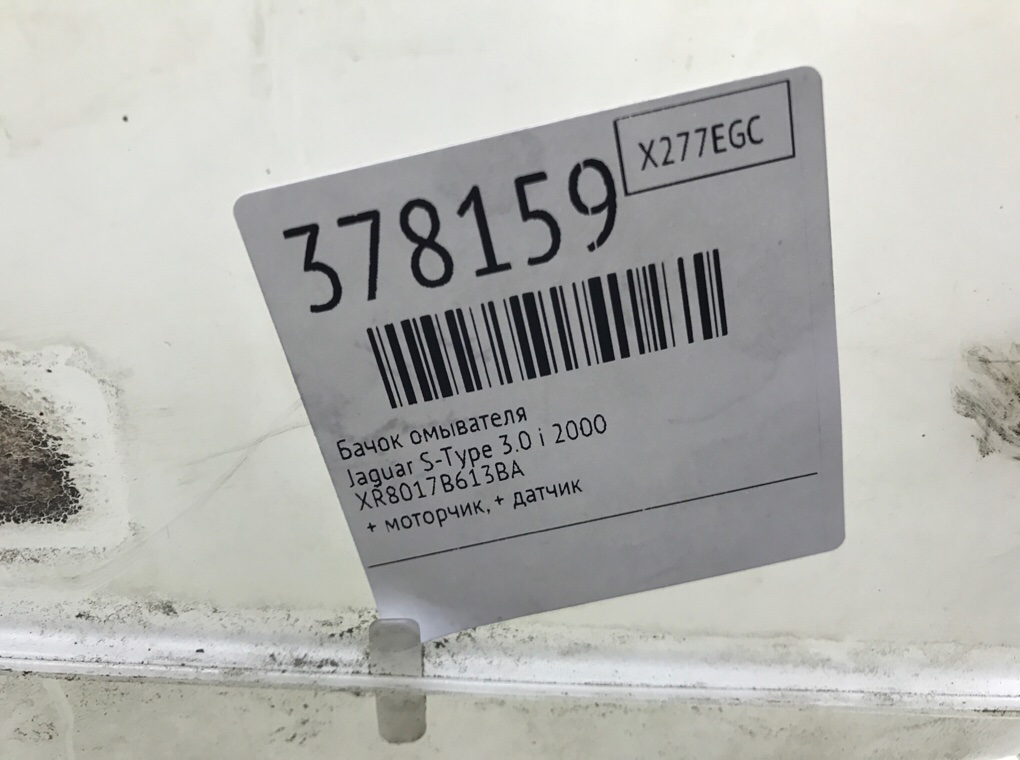 X277EGC
378159
Бачок омывателя
Jaguar S-Type 3.0 i 2000
XR8017B613BA
+ моторчик, + датчик